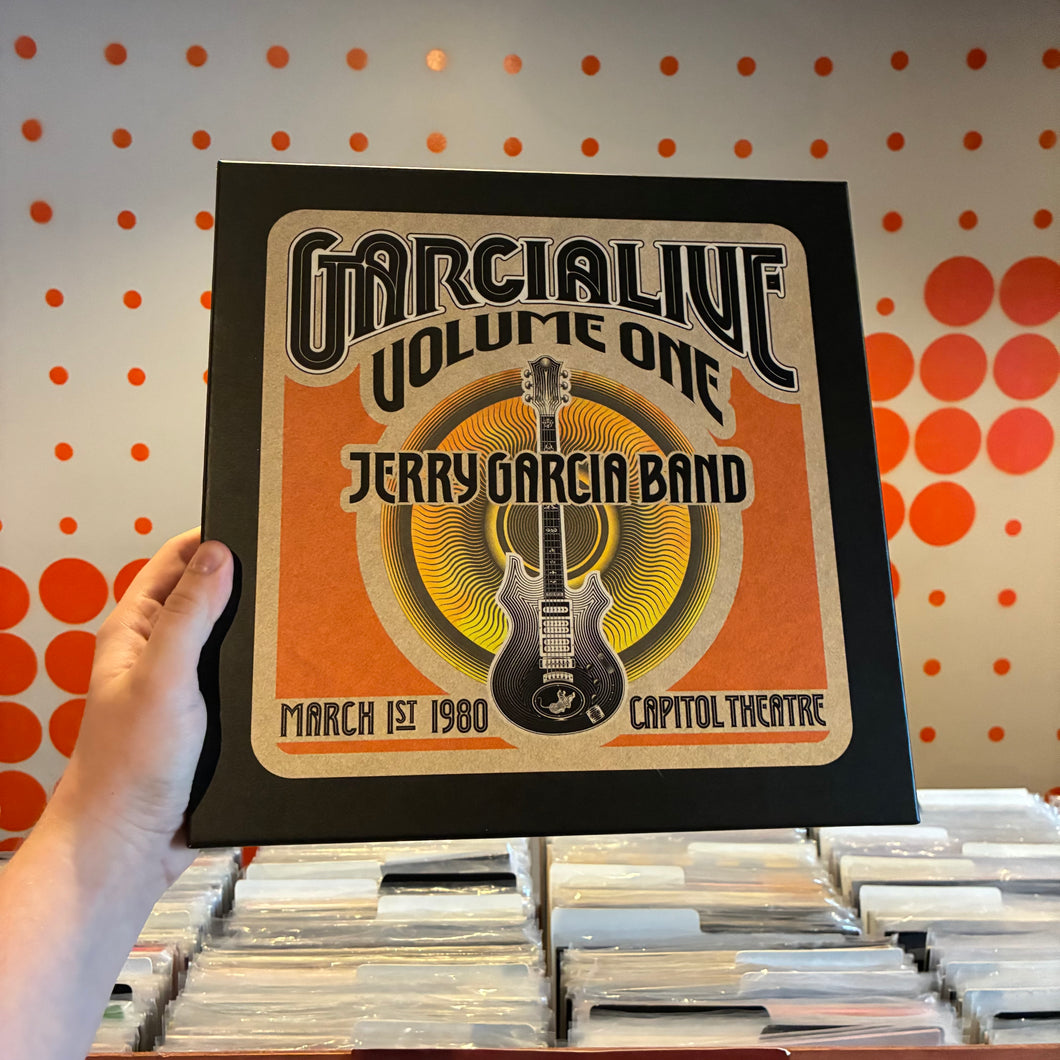 GARCIALIVE
VOLUME ONE
JERRY GARCIA BAND
MARCH 1ST 1980
CAPITOL THEATRE